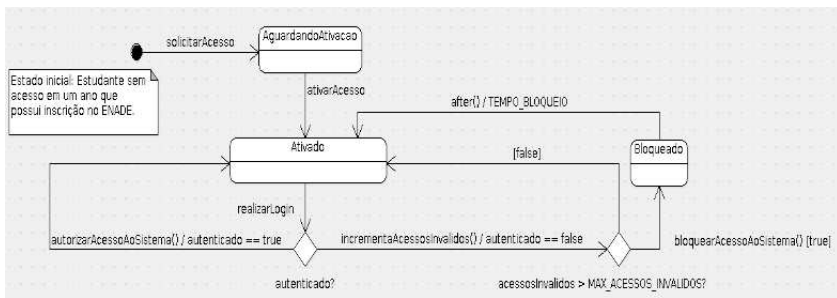 solicitarAcesso
AguardandoAtivacao
Estado inicial: Estudante sem
acesso em um ano que
possui inscrição no ENADE.
ativarAcesso
after() / TEMPO_BLOQUEIO
Ativado
[false]
Bloqueado
realizarLogin
autorizarAcessoAoSistema() / autenticado == true
incrementaAcessosInvalidos() / autenticado == false
bloquearAcessoAoSistema() [true]
autenticado?
acessosInvalidos > MAX_ACESSOS_INVALIDOS?